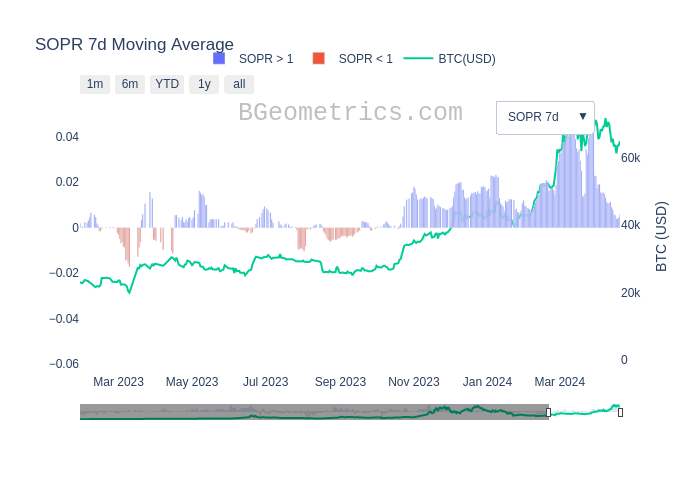 SOPR 7d Moving Average
SOPR > 1
SOPR < 1
BTC(USD)
1m
6m
YTD
1y
all
BGeometrics.com
SOPR 7d ▼
0.04
0.02
0
−0.02
−0.04
−0.06
60k
40k
20k
0
BTC (USD)
Mar 2023
May 2023
Jul 2023
Sep 2023
Nov 2023
Jan 2024
Mar 2024